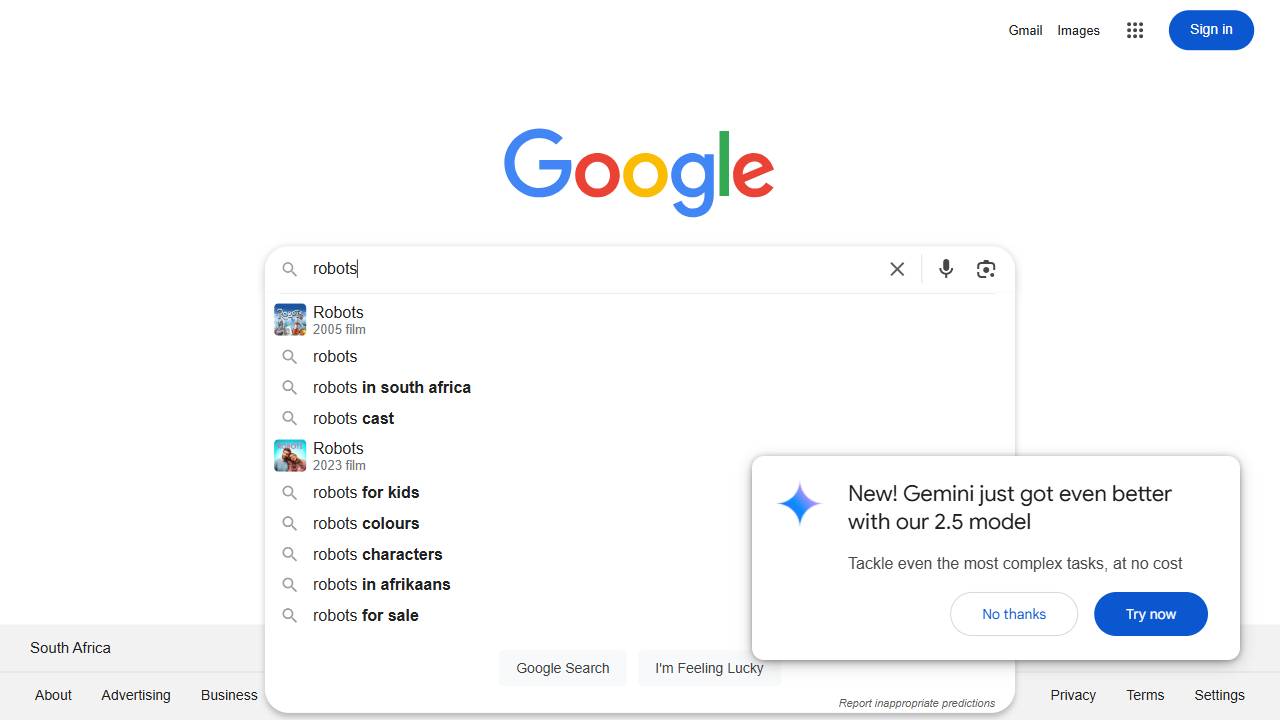 Gmail Images Sign in
Google
robots
Robots
2005 film
robots
robots in south africa
robots cast
Robots
2023 film
robots for kids
robots colours
robots characters
robots in afrikaans
robots for sale
New! Gemini just got even better
with our 2.5 model
Tackle even the most complex tasks, at no cost
No thanks Try now
South Africa
Google Search I'm Feeling Lucky
About Advertising Business Privacy Terms Settings
Report inappropriate predictions